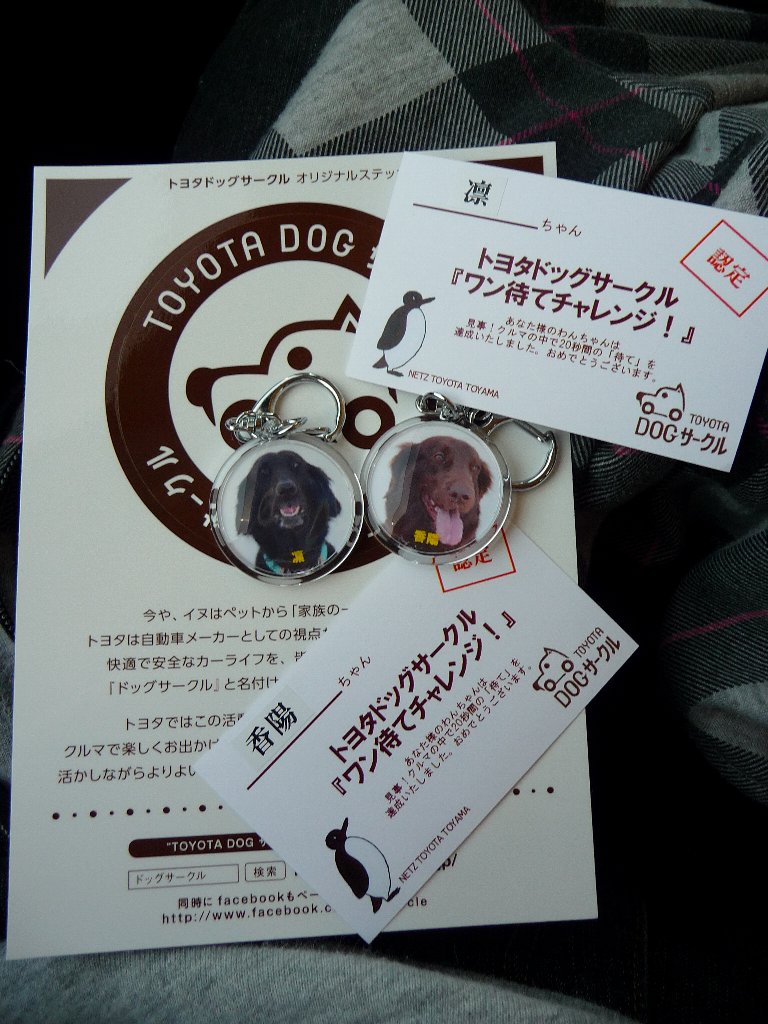 トヨタドッグサークル オリジナルステッ
TOYOTA DOG
ークル
今や、イヌはペットから「家族の一
トヨタは自動車メーカーとしての視点
快適で安全なカーライフを、皆
『ドッグサークル』と名付け
トヨタではこの活
クルマで楽しくお出か
活かしながらよりよい
"TOYOTA DOG
ドッグサークル
検索
同時に facebookもペー
http://www.facebook.c
cle
凛
ちゃん
認定
トヨタドッグサークル
『ワン待てチャレンジ！』
あなた様のわんちゃんは
見事！クルマの中で20秒間の「待て」を
達成いたしました。おめでとうございます。
NETZ TOYOTA TOYAMA
TOYOTA
DOGサークル
凛
香陽
香陽
ちゃん
認定
トヨタドッグサークル
『ワン待てチャレンジ！』
あなた様のわんちゃんは
見事！クルマの中で20秒間の「待て」を
達成いたしました。おめでとうございます。
NETZ TOYOTA TOYAMA
TOYOTA
DOGサークル